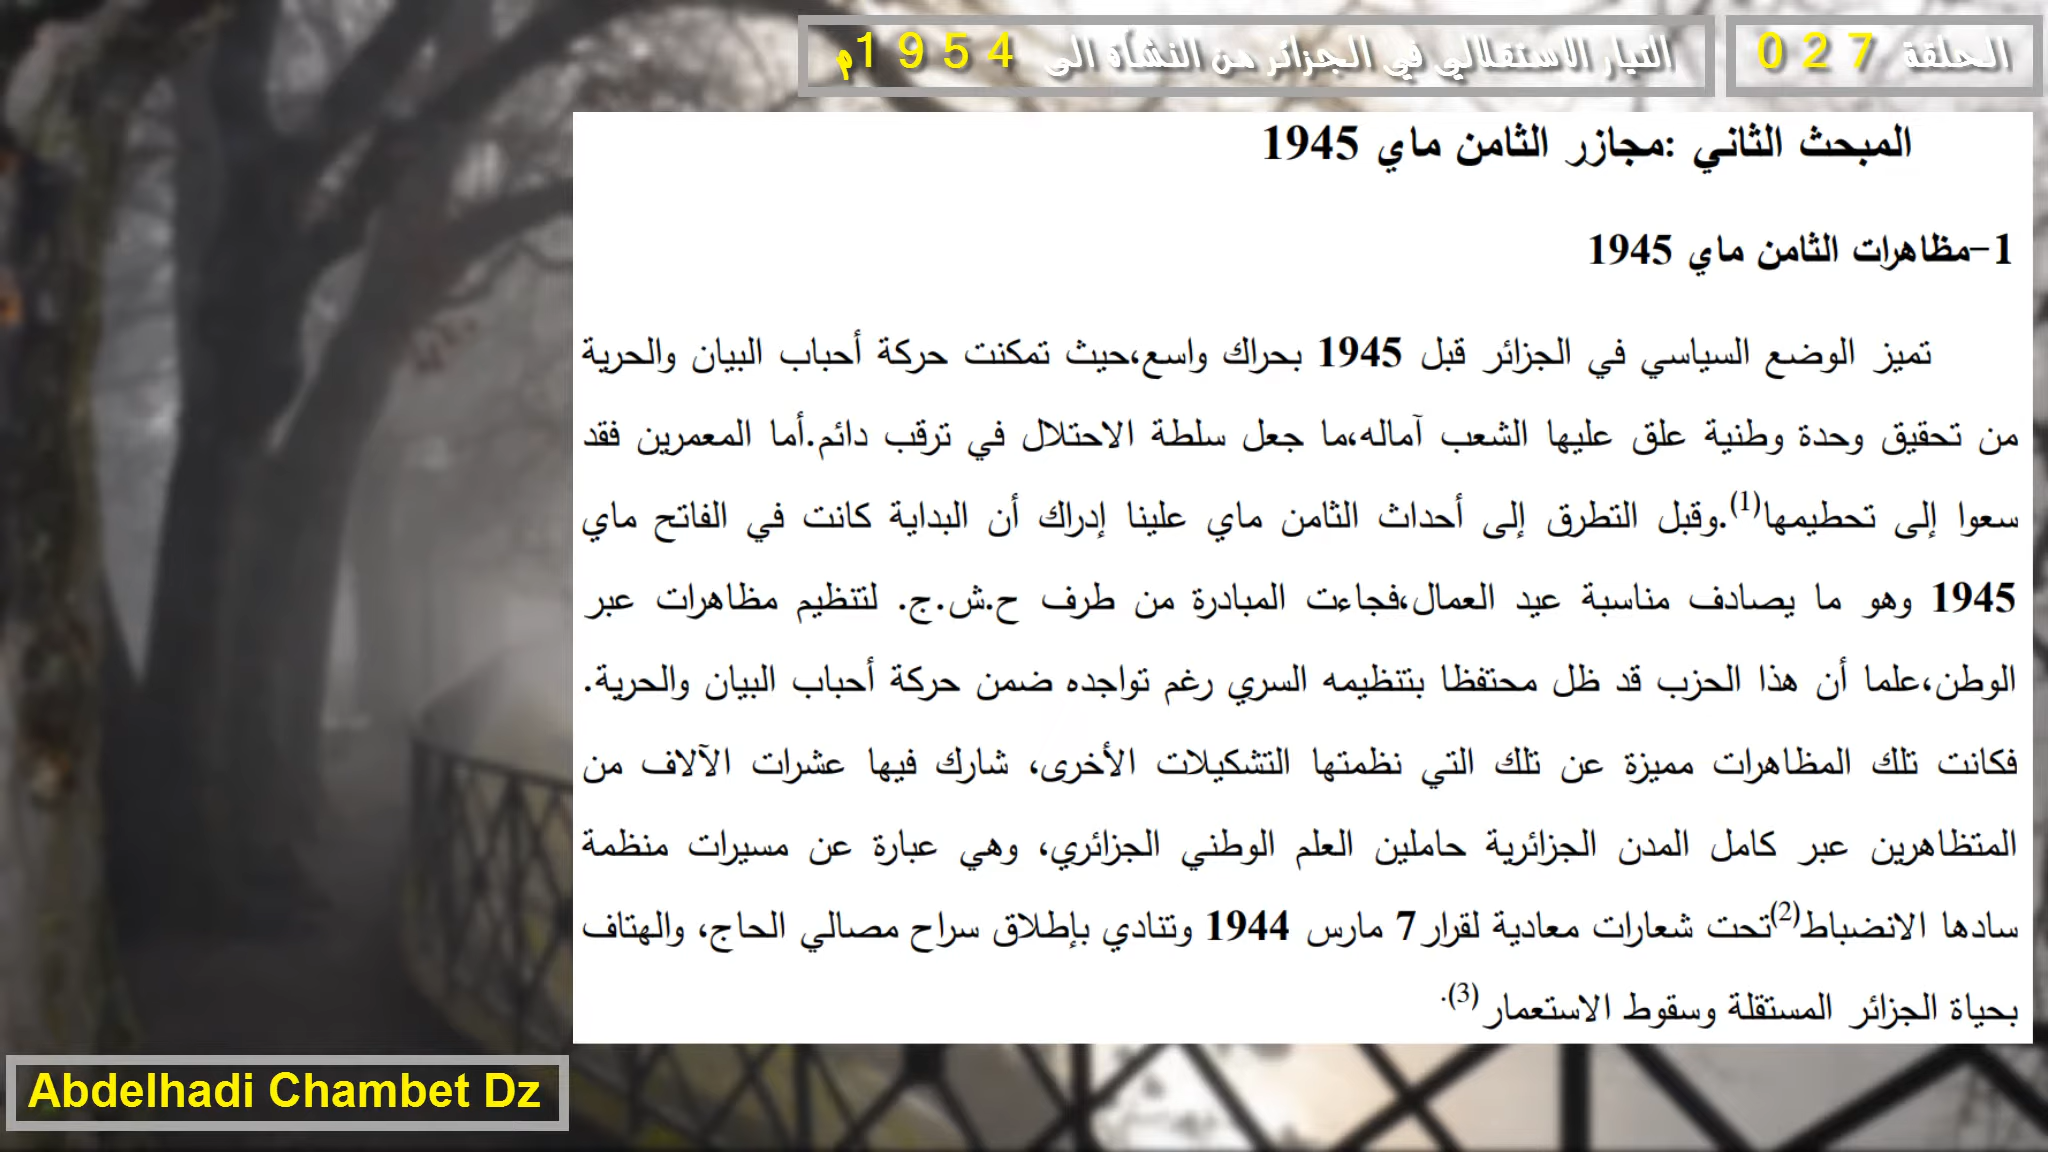 الحلقة 027
التيار الاستقلالي في الجزائر من النشأة الى 1954م
المبحث الثاني :مجازر الثامن ماي 1945
1-مظاهرات الثامن ماي 1945
تميز الوضع السياسي في الجزائر قبل 1945 بحراك واسع،حيث تمكنت حركة أحباب البيان والحرية
من تحقيق وحدة وطنية علق عليها الشعب آماله،ما جعل سلطة الاحتلال في ترقب دائم.أما المعمرين فقد
سعوا إلى تحطيمها(1).وقبل التطرق إلى أحداث الثامن ماي علينا إدراك أن البداية كانت في الفاتح ماي
1945 وهو ما يصادف مناسبة عيد العمال،فجاءت المبادرة من طرف ح.ش.ج. لتنظيم مظاهرات عبر
الوطن،علما أن هذا الحزب قد ظل محتفظا بتنظيمه السري رغم تواجده ضمن حركة أحباب البيان والحرية.
فكانت تلك المظاهرات مميزة عن تلك التي نظمتها التشكيلات الأخرى، شارك فيها عشرات الآلاف من
المتظاهرين عبر كامل المدن الجزائرية حاملين العلم الوطني الجزائري، وهي عبارة عن مسيرات منظمة
سادها الانضباط(2)تحت شعارات معادية لقرار7 مارس 1944 وتنادي بإطلاق سراح مصالي الحاج، والهتاف
بحياة الجزائر المستقلة وسقوط الاستعمار(3).
Abdelhadi Chambet Dz